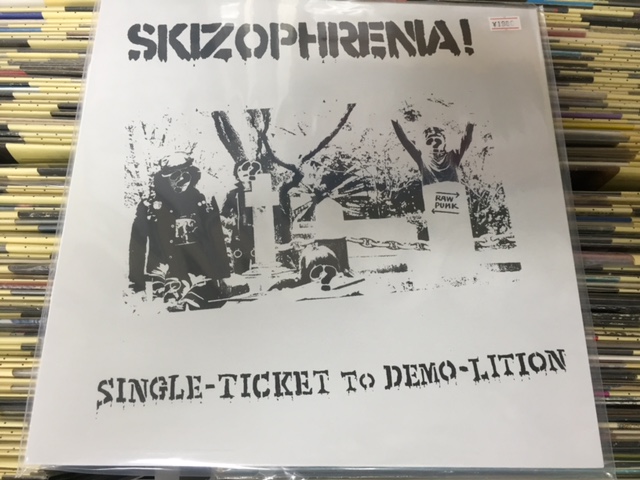 SKIZOPHRENIA!
RAW
PUNK
?
?
?
SINGLE-TICKET TO DEMO-LITION